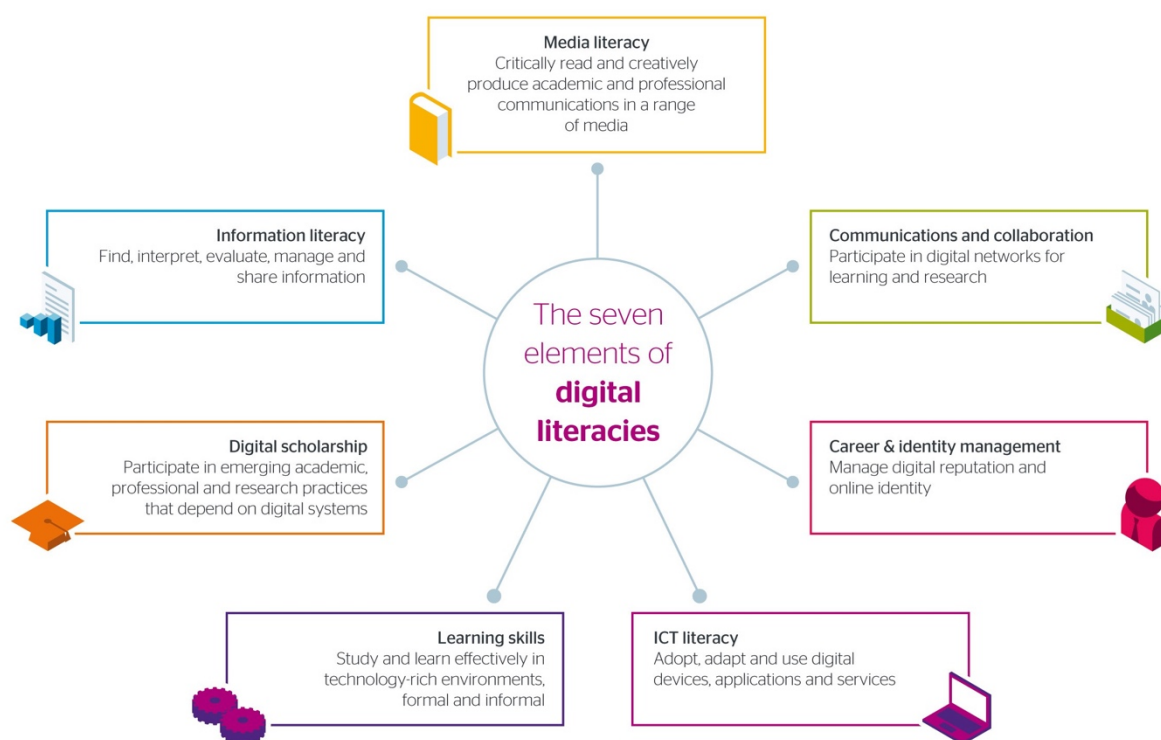 Media literacy
Critically read and creatively
produce academic and professional
communications in a range
of media
Information literacy
Find, interpret, evaluate, manage and
share information
Communications and collaboration
Participate in digital networks for
learning and research
The seven
elements of
digital
literacies
Digital scholarship
Participate in emerging academic,
professional and research practices
that depend on digital systems
Career & identity management
Manage digital reputation and
online identity
Learning skills
Study and learn effectively in
technology-rich environments,
formal and informal
ICT literacy
Adopt, adapt and use digital
devices, applications and services